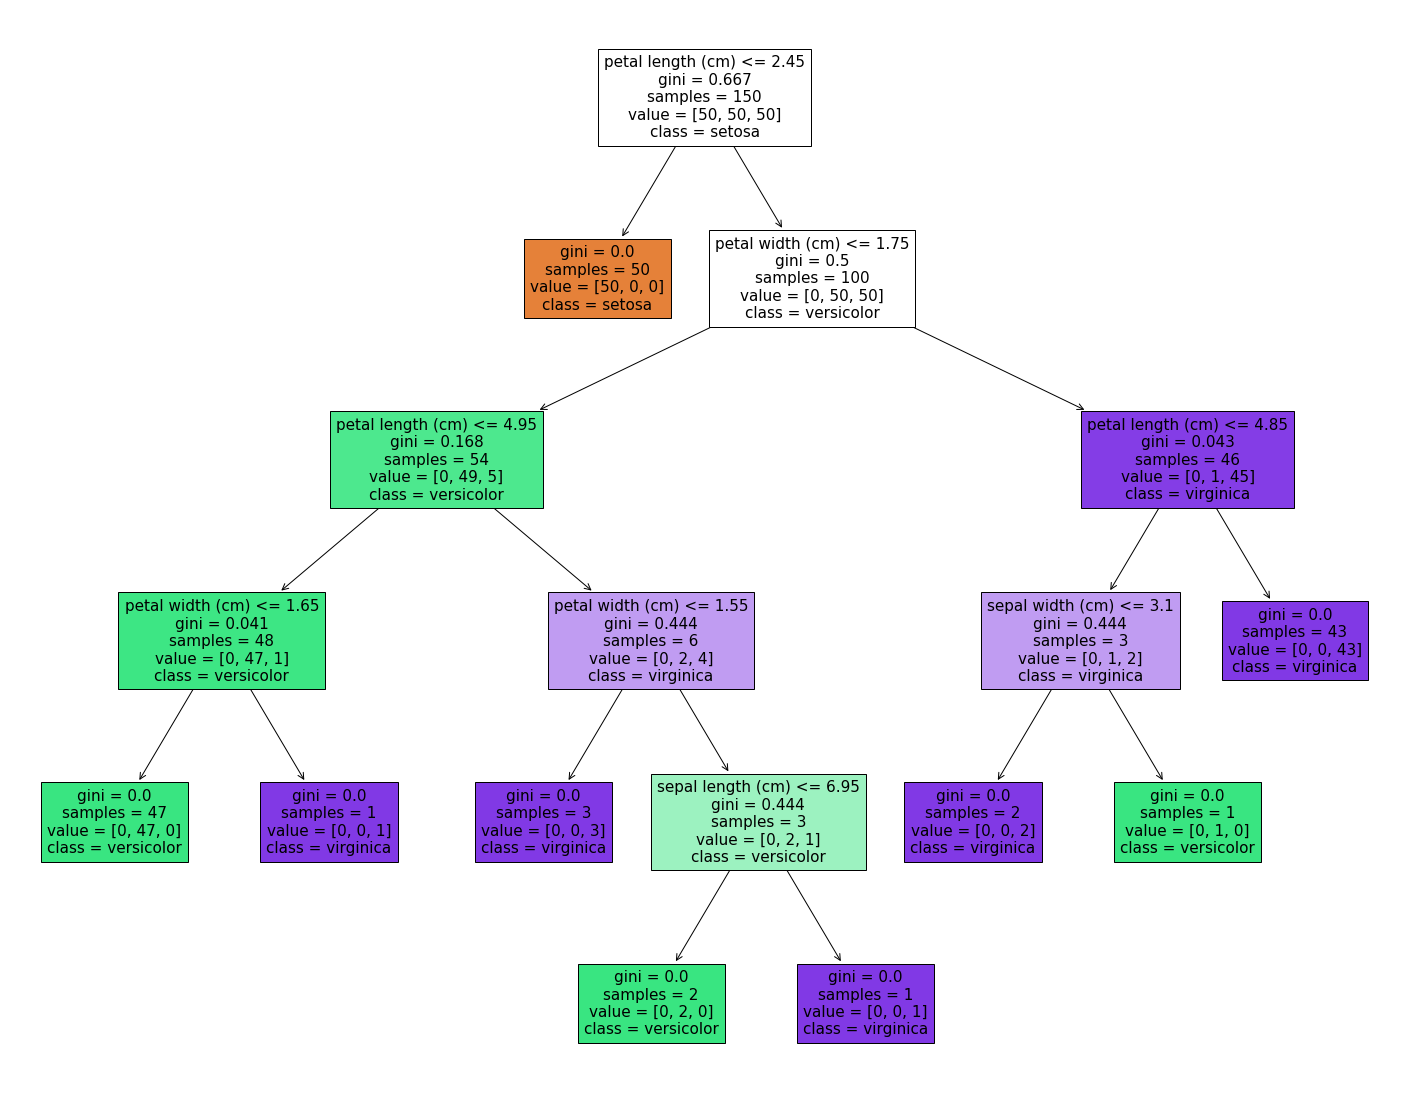 petal length (cm) <= 2.45
gini = 0.667
samples = 150
value = [50, 50, 50]
class = setosa
gini = 0.0
samples = 50
value = [50, 0, 0]
class = setosa
petal width (cm) <= 1.75
gini = 0.5
samples = 100
value = [0, 50, 50]
class = versicolor
petal length (cm) <= 4.95
gini = 0.168
samples = 54
value = [0, 49, 5]
class = versicolor
petal length (cm) <= 4.85
gini = 0.043
samples = 46
value = [0, 1, 45]
class = virginica
petal width (cm) <= 1.65
gini = 0.041
samples = 48
value = [0, 47, 1]
class = versicolor
petal width (cm) <= 1.55
gini = 0.444
samples = 6
value = [0, 2, 4]
class = virginica
sepal width (cm) <= 3.1
gini = 0.444
samples = 3
value = [0, 1, 2]
class = virginica
gini = 0.0
samples = 43
value = [0, 0, 43]
class = virginica
gini = 0.0
samples = 47
value = [0, 47, 0]
class = versicolor
gini = 0.0
samples = 1
value = [0, 0, 1]
class = virginica
gini = 0.0
samples = 3
value = [0, 0, 3]
class = virginica
sepal length (cm) <= 6.95
gini = 0.444
samples = 3
value = [0, 2, 1]
class = versicolor
gini = 0.0
samples = 2
value = [0, 0, 2]
class = virginica
gini = 0.0
samples = 1
value = [0, 1, 0]
class = versicolor
gini = 0.0
samples = 2
value = [0, 2, 0]
class = versicolor
gini = 0.0
samples = 1
value = [0, 0, 1]
class = virginica